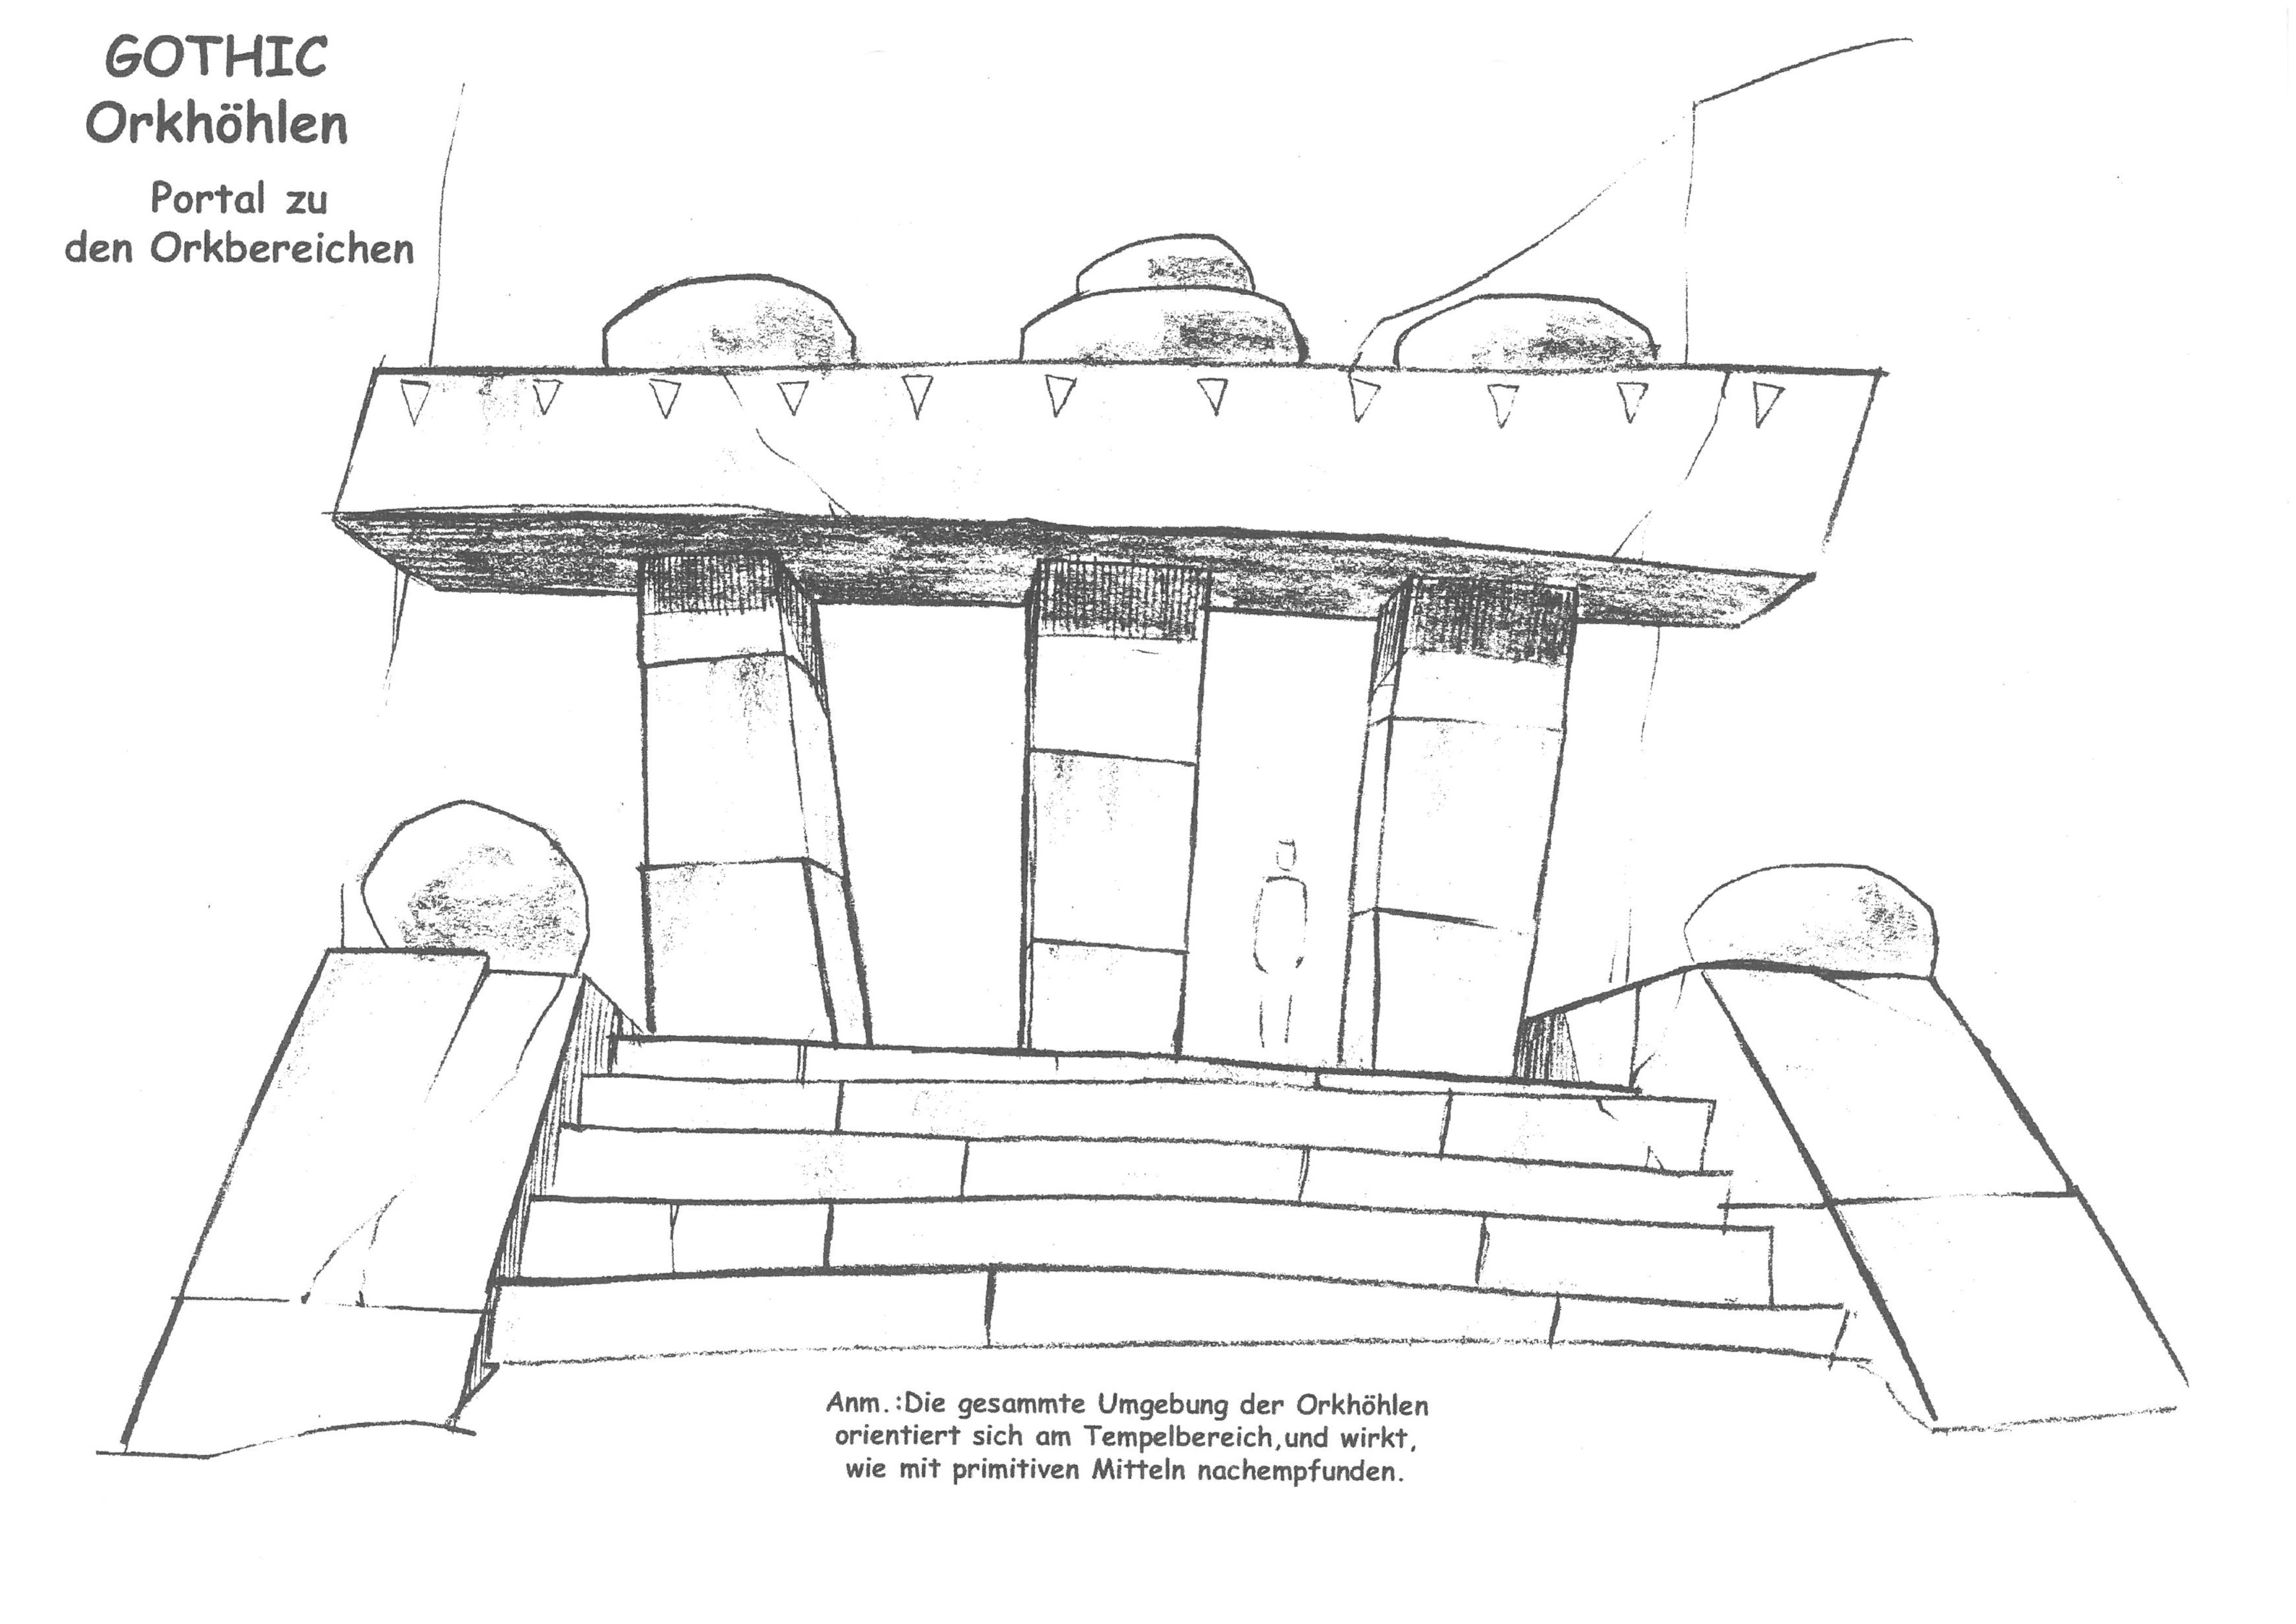 GOTHIC
Orkhöhlen
Portal zu
den Orkbereichen
Anm.:Die gesammte Umgebung der Orkhöhlen
orientiert sich am Tempelbereich,und wirkt,
wie mit primitiven Mitteln nachempfunden.